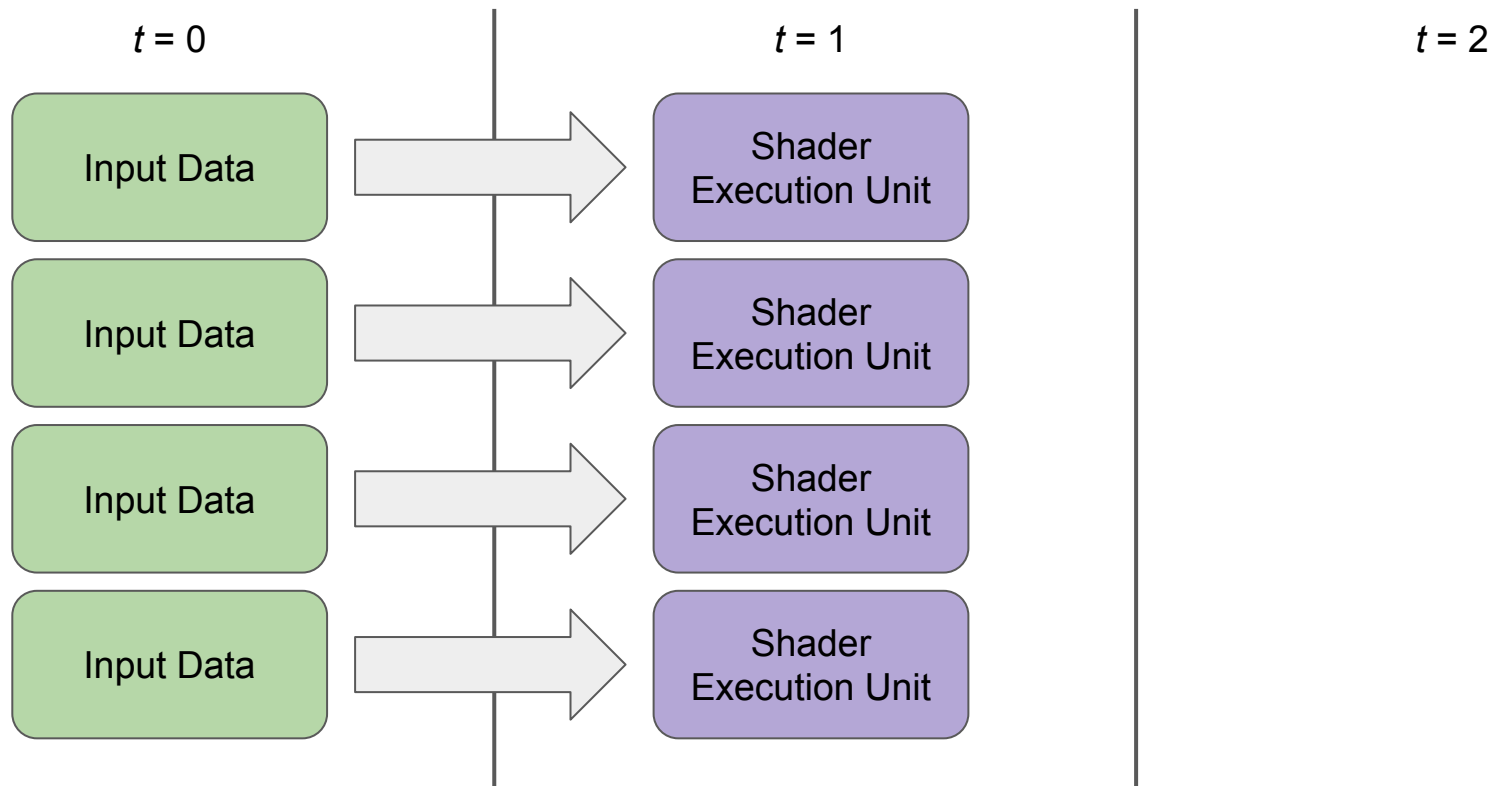 t = 0
t = 1
t = 2
Input Data
Shader
Execution Unit
Input Data
Shader
Execution Unit
Input Data
Shader
Execution Unit
Input Data
Shader
Execution Unit